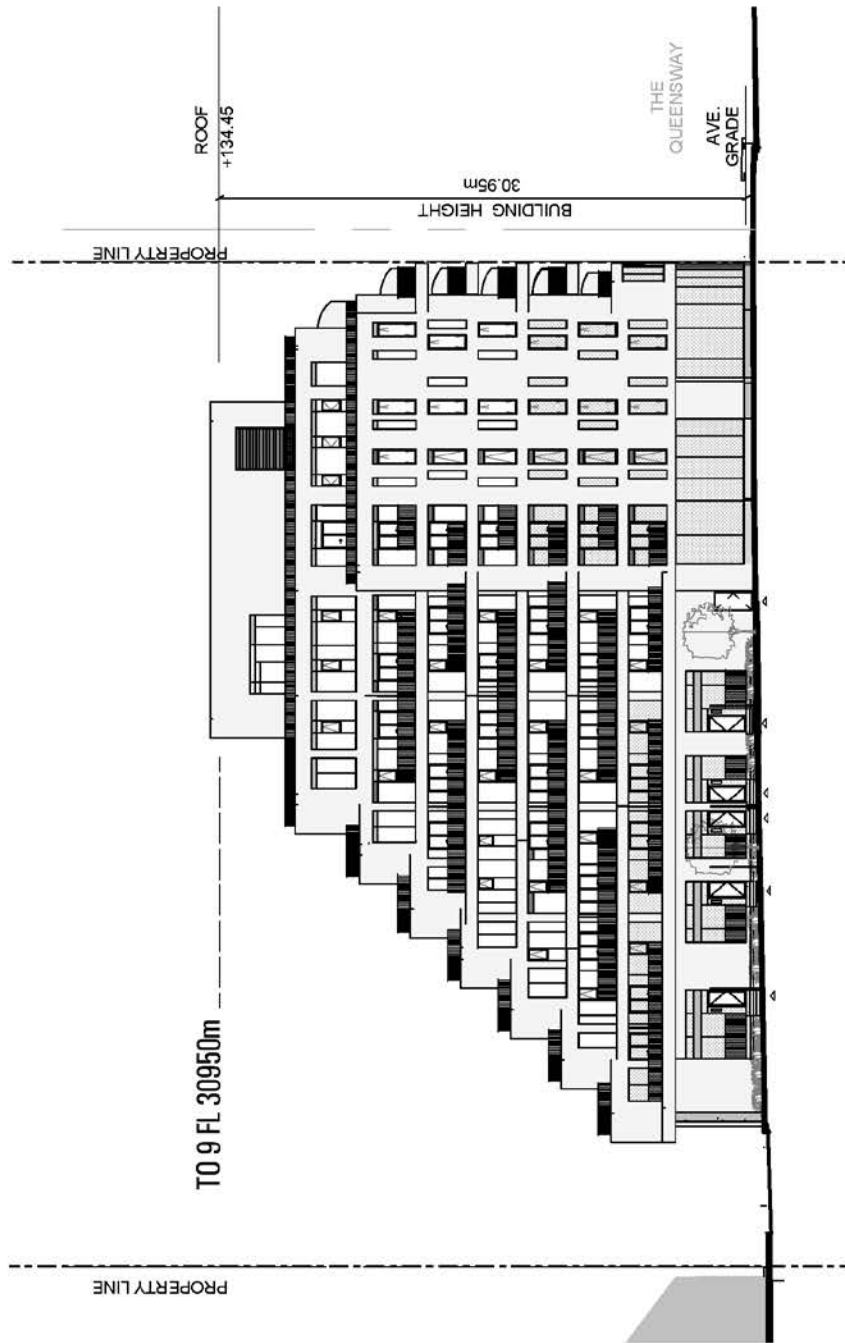 ROOF
+134.45
THE
QUEENSWAY
AVE.
GRADE
30.95m
BUILDING HEIGHT
PROPERTY LINE
TO 9 FL 30950m
PROPERTY LINE